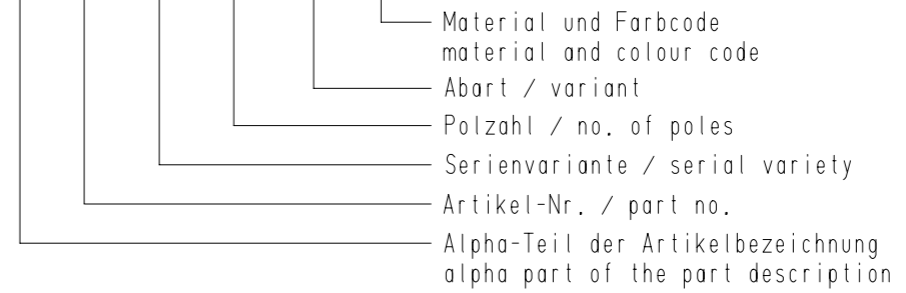 Material und Farbcode
material and colour code
Abart / variant
Polzahl / no. of poles
Serienvariante / serial variety
Artikel-Nr. / part no.
Alpha-Teil der Artikelbezeichnung
alpha part of the part description